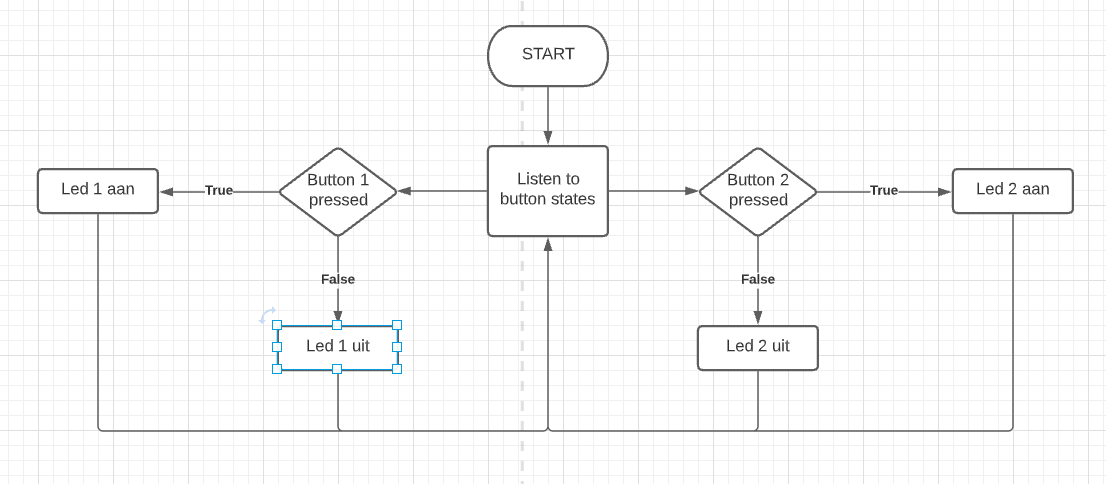 START
Led 1 aan
True
Button 1
pressed
Listen to
button states
Button 2
pressed
True
Led 2 aan
False
False
Led 1 uit
Led 2 uit